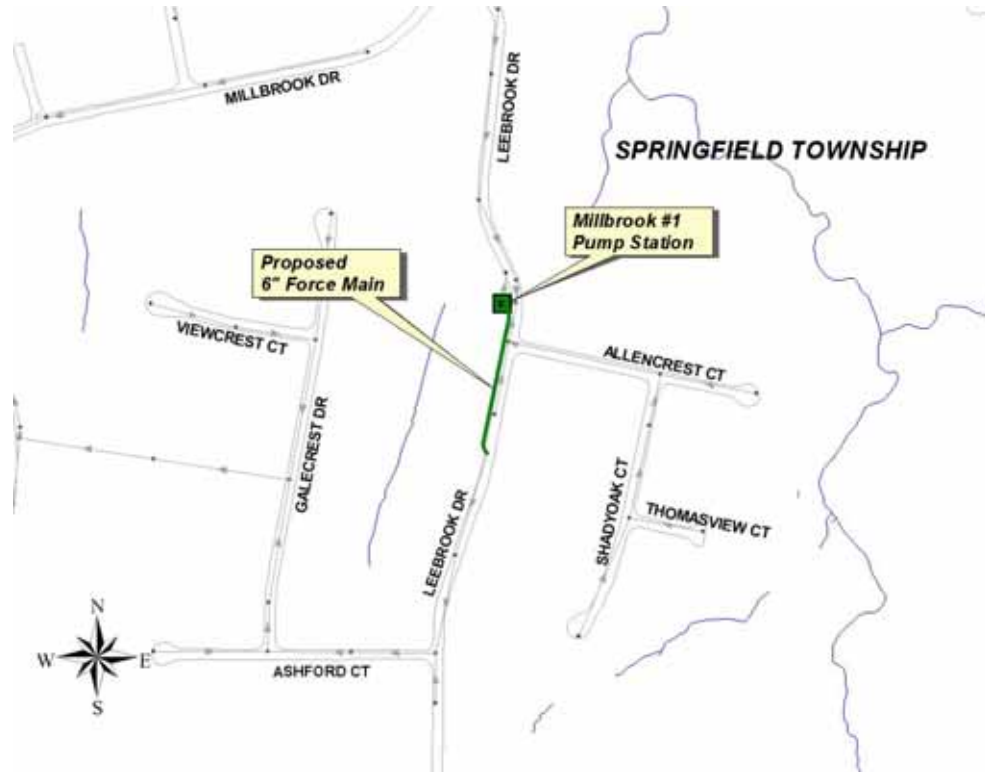 MILLBROOK DR
LEEBROOK DR
SPRINGFIELD TOWNSHIP
Millbrook #1
Pump Station
Proposed
6" Force Main
VIEWCREST CT
ALLENCREST CT
GALECREST DR
LEEBROOK DR
SHADYOAK CT
THOMASVIEW CT
N
W
E
S
ASHFORD CT